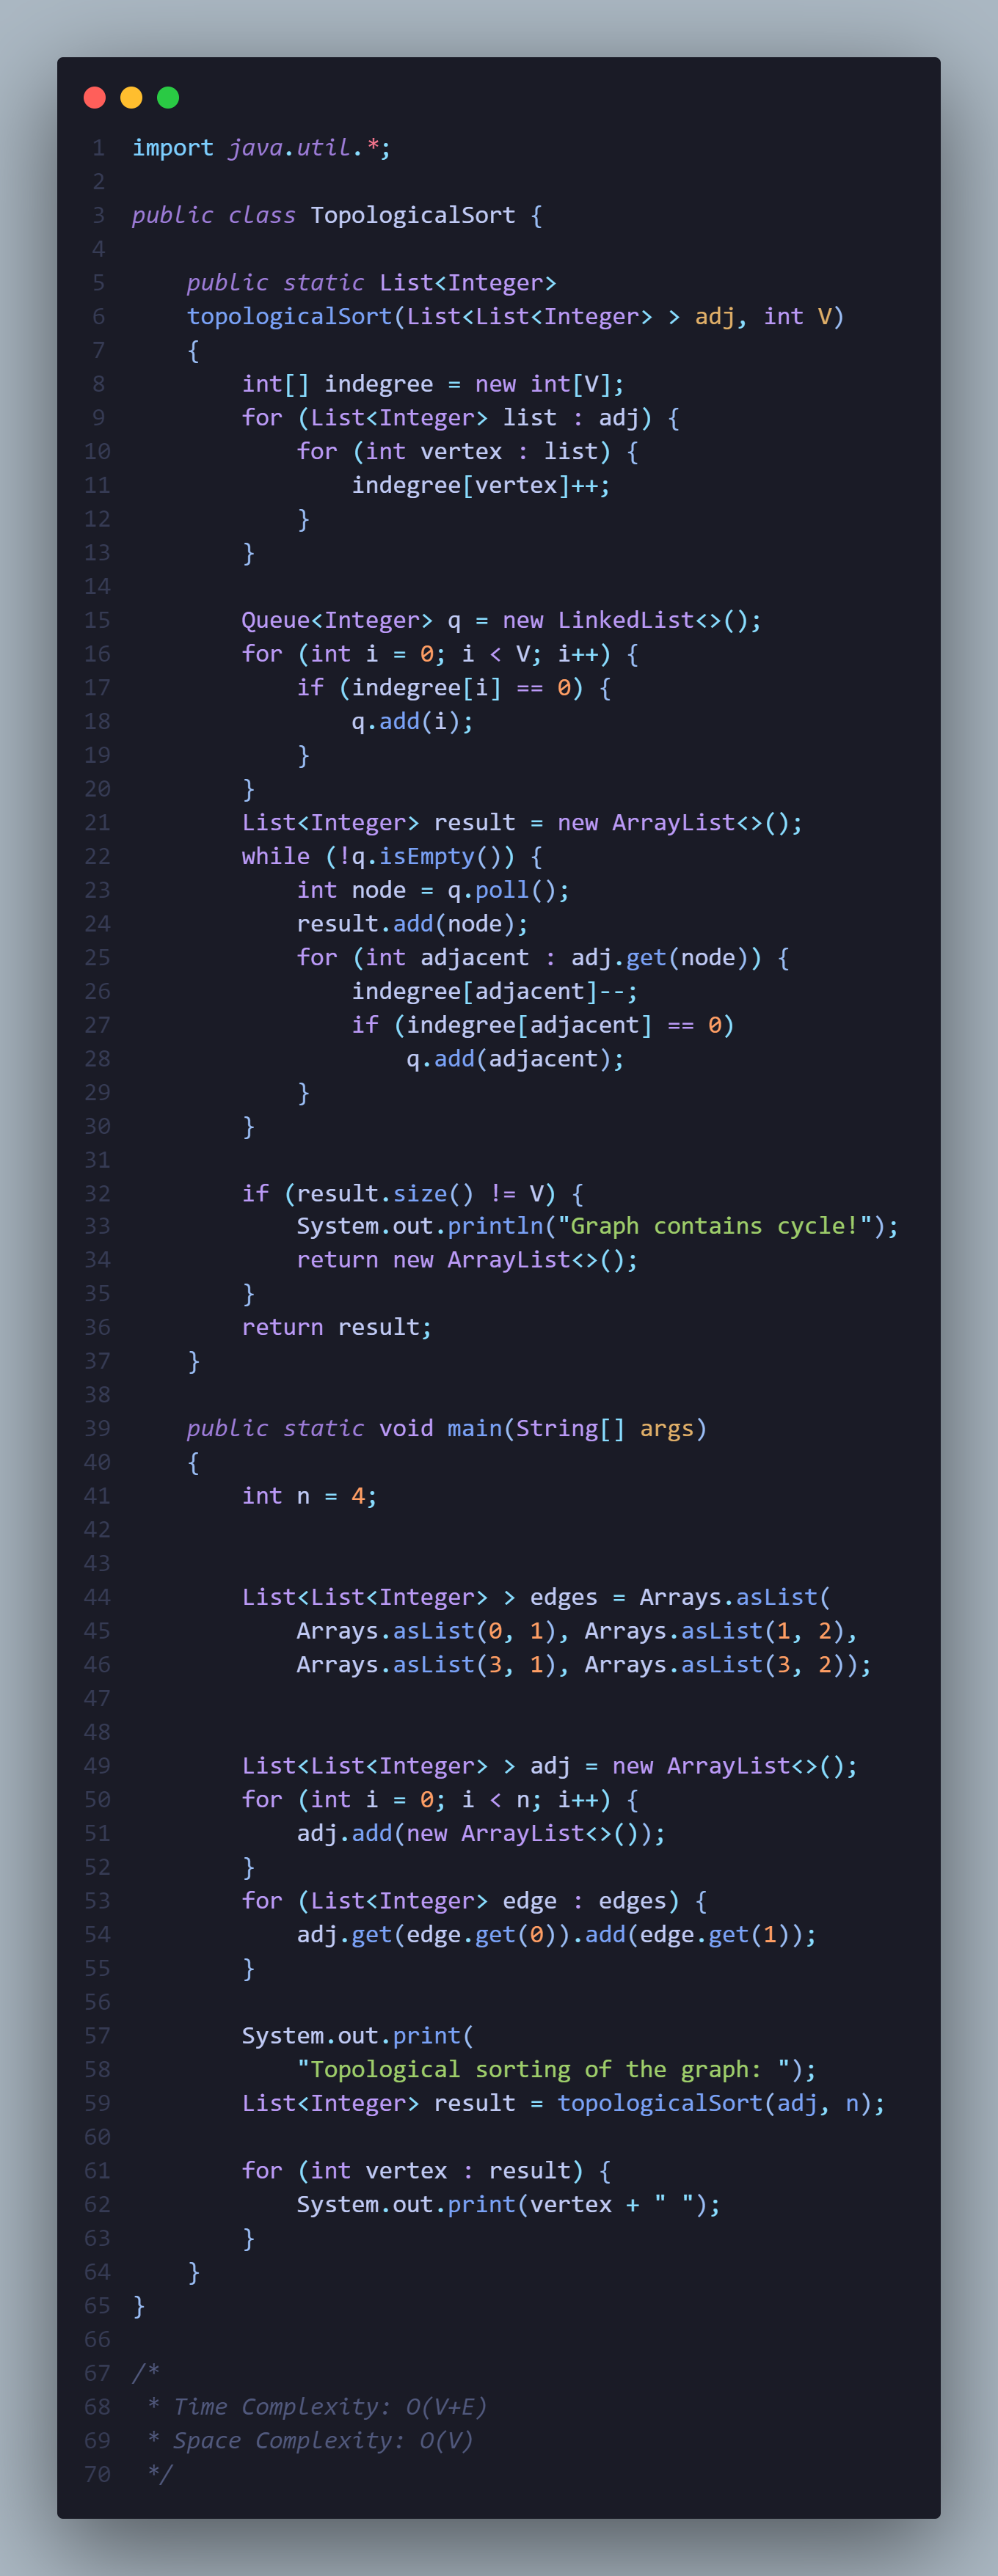 1 import java.util.*;
2
3 public class TopologicalSort {
4
5     public static List<Integer>
6     topologicalSort(List<List<Integer> > adj, int V)
7     {
8         int[] indegree = new int[V];
9         for (List<Integer> list : adj) {
10             for (int vertex : list) {
11                 indegree[vertex]++;
12             }
13         }
14
15         Queue<Integer> q = new LinkedList<>();
16         for (int i = 0; i < V; i++) {
17             if (indegree[i] == 0) {
18                 q.add(i);
19             }
20         }
21         List<Integer> result = new ArrayList<>();
22         while (!q.isEmpty()) {
23             int node = q.poll();
24             result.add(node);
25             for (int adjacent : adj.get(node)) {
26                 indegree[adjacent]--;
27                 if (indegree[adjacent] == 0)
28                     q.add(adjacent);
29             }
30         }
31
32         if (result.size() != V) {
33             System.out.println("Graph contains cycle!");
34             return new ArrayList<>();
35         }
36         return result;
37     }
38
39     public static void main(String[] args)
40     {
41         int n = 4;
42
43
44         List<List<Integer> > edges = Arrays.asList(
45             Arrays.asList(0, 1), Arrays.asList(1, 2),
46             Arrays.asList(3, 1), Arrays.asList(3, 2));
47
48
49         List<List<Integer> > adj = new ArrayList<>();
50         for (int i = 0; i < n; i++) {
51             adj.add(new ArrayList<>());
52         }
53         for (List<Integer> edge : edges) {
54             adj.get(edge.get(0)).add(edge.get(1));
55         }
56
57         System.out.print(
58             "Topological sorting of the graph: ");
59         List<Integer> result = topologicalSort(adj, n);
60
61         for (int vertex : result) {
62             System.out.print(vertex + " ");
63         }
64     }
65 }
66
67 /*
68  * Time Complexity: O(V+E)
69  * Space Complexity: O(V)
70  */